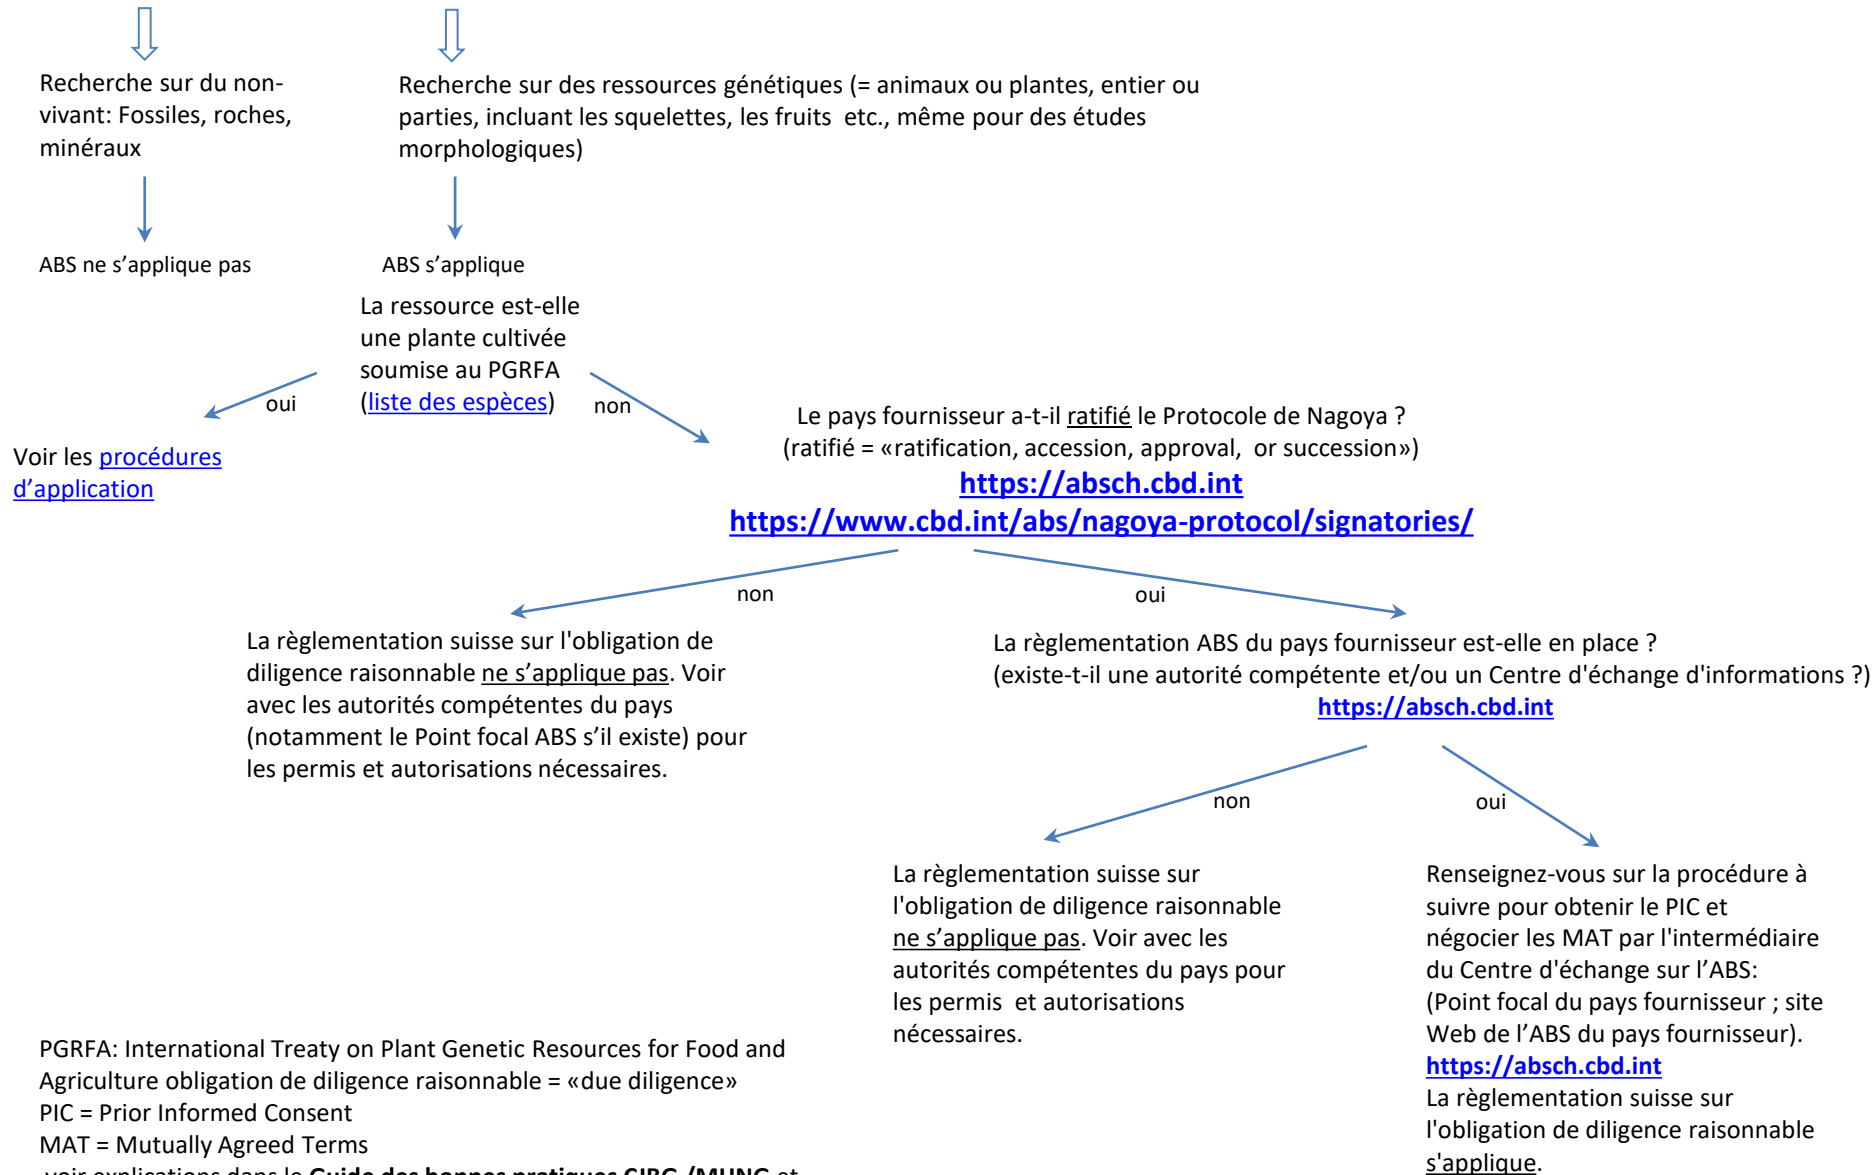 Recherche sur du non-
vivant: Fossiles, roches,
minéraux
Recherche sur des ressources génétiques (= animaux ou plantes, entier ou
parties, incluant les squelettes, les fruits  etc., même pour des études
morphologiques)
ABS ne s’applique pas
ABS s’applique
La ressource est-elle
une plante cultivée
soumise au PGRFA
(liste des espèces)
oui
non
Voir les procédures
d’application
Le pays fournisseur a-t-il ratifié le Protocole de Nagoya ?
(ratifié = «ratification, accession, approval,  or succession»)
https://absch.cbd.int
https://www.cbd.int/abs/nagoya-protocol/signatories/
non
oui
La règlementation suisse sur l'obligation de
diligence raisonnable ne s’applique pas. Voir
avec les autorités compétentes du pays
(notamment le Point focal ABS s’il existe) pour
les permis et autorisations nécessaires.
La règlementation ABS du pays fournisseur est-elle en place ?
(existe-t-il une autorité compétente et/ou un Centre d'échange d'informations ?)
https://absch.cbd.int
non
oui
La règlementation suisse sur
l'obligation de diligence raisonnable
ne s’applique pas. Voir avec les
autorités compétentes du pays pour
les permis  et autorisations
nécessaires.
Renseignez-vous sur la procédure à
suivre pour obtenir le PIC et
négocier les MAT par l'intermédiaire
du Centre d'échange sur l’ABS:
(Point focal du pays fournisseur ; site
Web de l’ABS du pays fournisseur).
https://absch.cbd.int
La règlementation suisse sur
l'obligation de diligence raisonnable
s'applique.
PGRFA: International Treaty on Plant Genetic Resources for Food and
Agriculture obligation de diligence raisonnable = «due diligence»
PIC = Prior Informed Consent
MAT = Mutually Agreed Terms
voir explications dans le Guide des bonnes pratiques CJBG /MHNG et